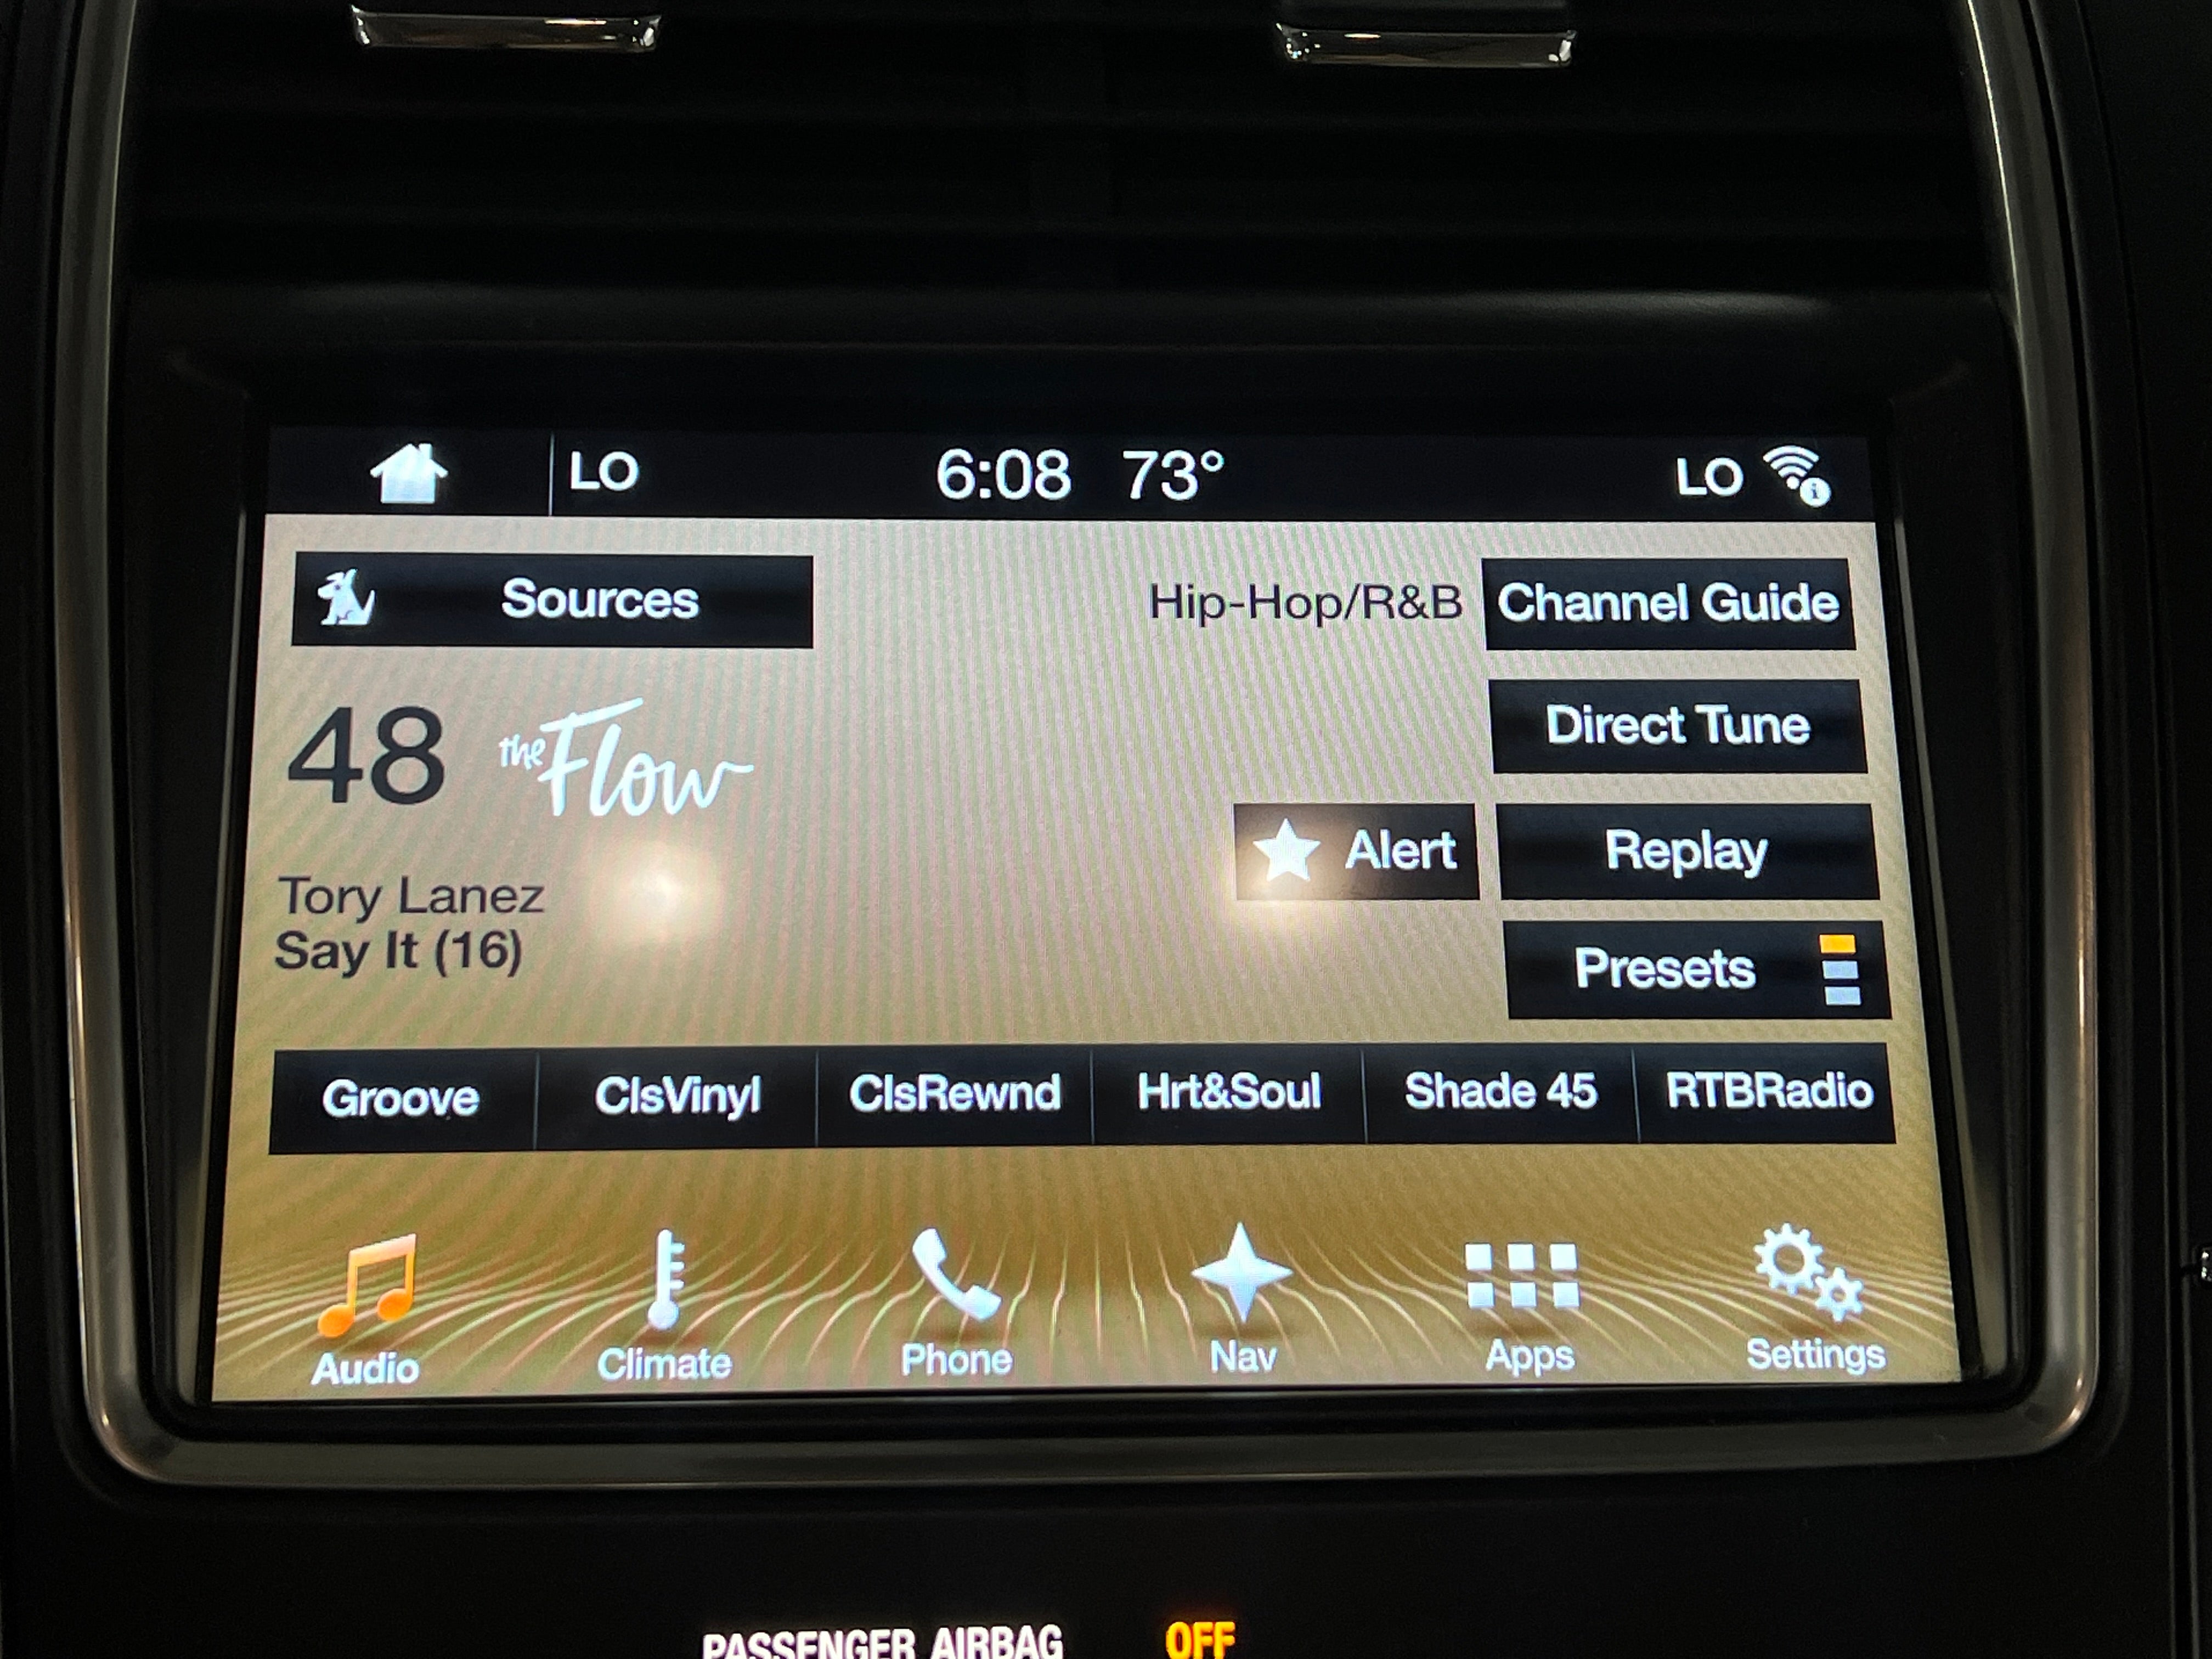 LO 6:08 73° LO
Sources
Hip-Hop/R&B
Channel Guide
48 the Flow
Direct Tune
Alert
Replay
Tory Lanez
Say It (16)
Presets
Groove ClsVinyl ClsRewnd Hrt&Soul Shade 45 RTBRadio
Audio Climate Phone Nav Apps Settings
PASSENGER AIRBAG OFF